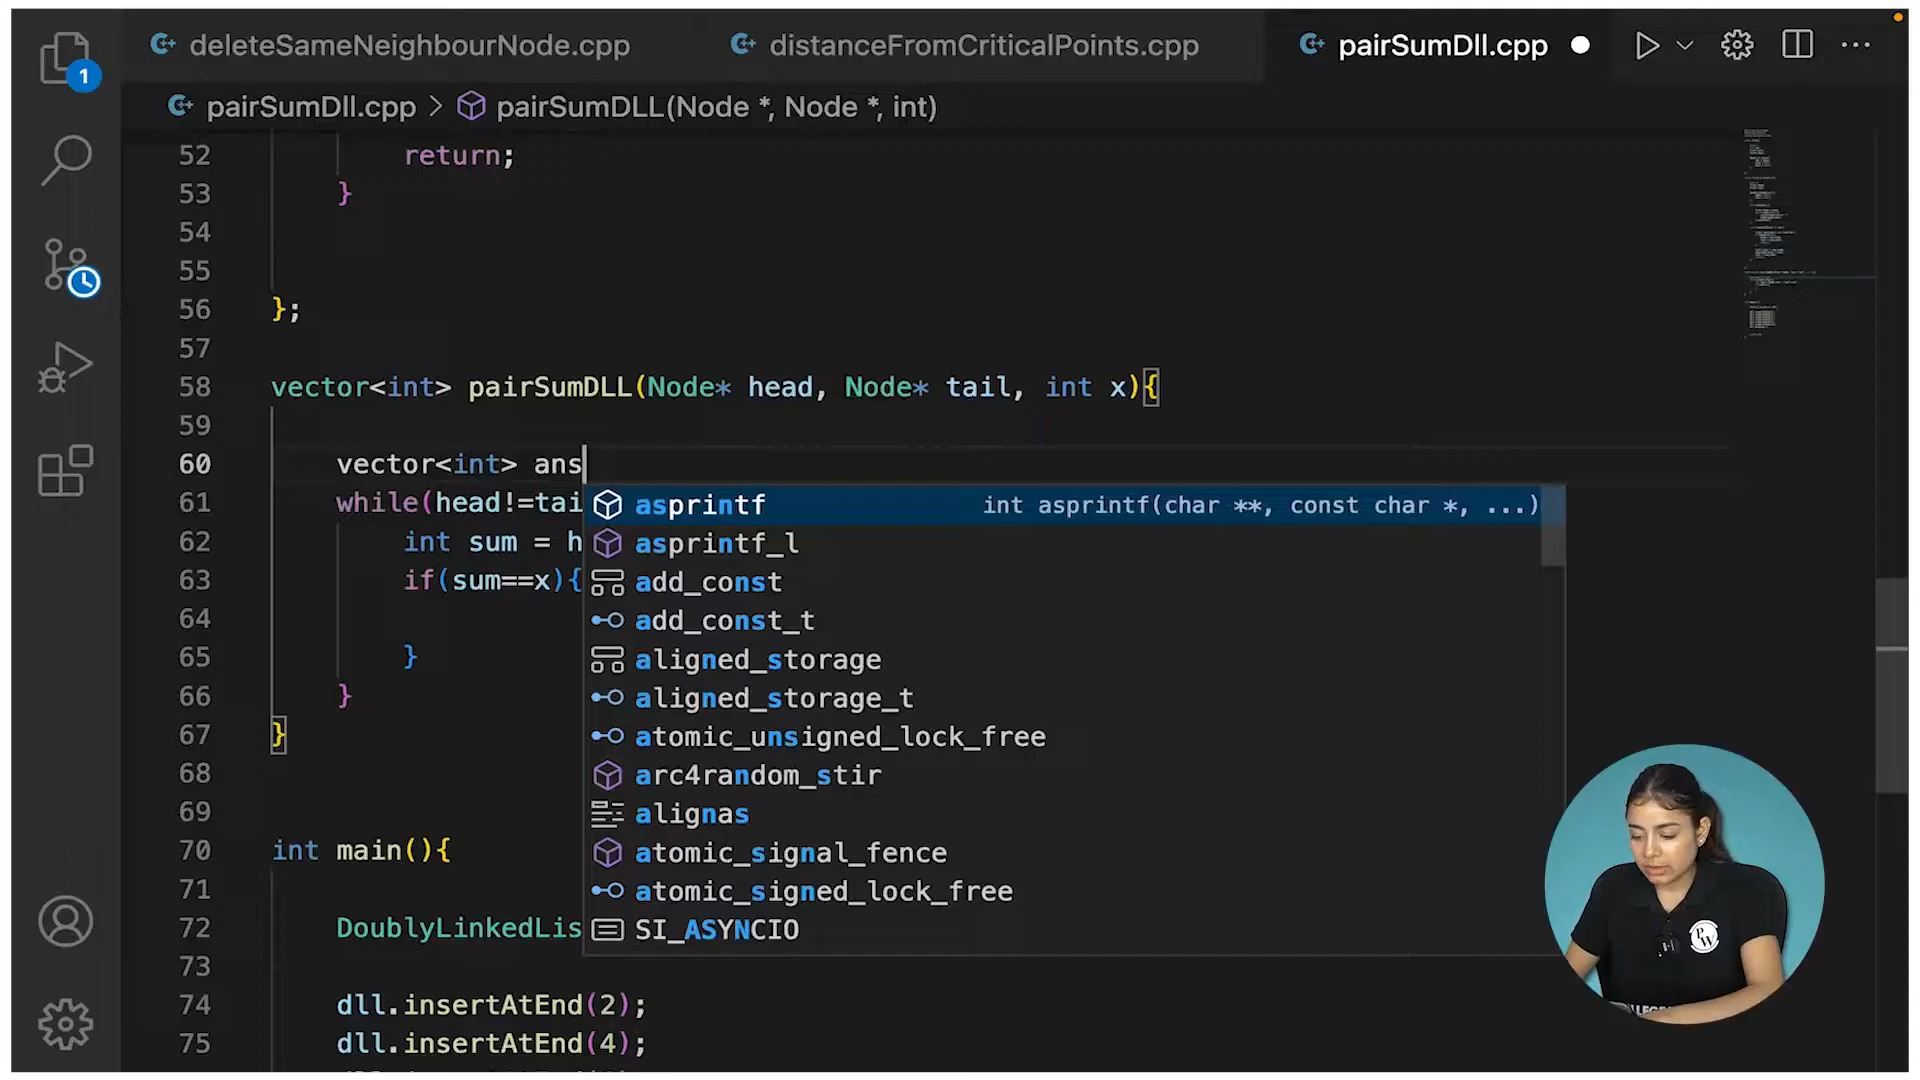 deleteSameNeighbourNode.cpp distanceFromCriticalPoints.cpp pairSumDll.cpp
1
pairSumDll.cpp > pairSumDLL(Node *, Node *, int)
52 return;
53 }
54
55
56 };
57
58 vector<int> pairSumDLL(Node* head, Node* tail, int x){
59
60 vector<int> ans
61 while(head!=tai
62 int sum = h
63 if(sum==x){
64
65 }
66 }
67 }
68
69
70 int main(){
71
72 DoublyLinkedLis
73
74 dll.insertAtEnd(2);
75 dll.insertAtEnd(4);
asprintf int asprintf(char **, const char *, ...)
asprintf_l
add_const
add_const_t
aligned_storage
aligned_storage_t
atomic_unsigned_lock_free
arc4random_stir
alignas
atomic_signal_fence
atomic_signed_lock_free
SI_ASYNCIO
PW